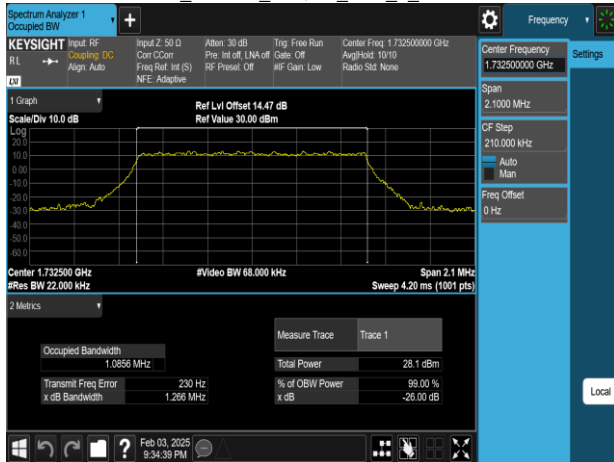 Spectrum Analyzer 1
Occupied BW
+
Frequency
KEYSIGHT
RL
LXI
Input: RF
Coupling: DC
Align: Auto
Input Z: 50 Ω
Corr CCorr
Freq Ref: Int (S)
NFE: Adaptive
Atten: 30 dB
Pre: Int off, LNA off
RF Preset: Off
Trig: Free Run
Gate: Off
#IF Gain: Low
Center Freq: 1.732500000 GHz
Avg|Hold: 10/10
Radio Std: None
Center Frequency
1.732500000 GHz
Settings
Span
2.1000 MHz
CF Step
210.000 kHz
Auto
Man
Freq Offset
0 Hz
Local
1 Graph
Scale/Div 10.0 dB
Ref Lvl Offset 14.47 dB
Ref Value 30.00 dBm
Log
20.0
10.0
0.00
-10.0
-20.0
-30.0
-40.0
-50.0
-60.0
Center 1.732500 GHz
#Video BW 68.000 kHz
Span 2.1 MHz
#Res BW 22.000 kHz
Sweep 4.20 ms (1001 pts)
2 Metrics
Measure Trace Trace 1
Occupied Bandwidth
1.0856 MHz
Total Power 28.1 dBm
Transmit Freq Error 230 Hz
% of OBW Power 99.00 %
x dB Bandwidth 1.266 MHz
x dB -26.00 dB
?
Feb 03, 2025
9:34:39 PM